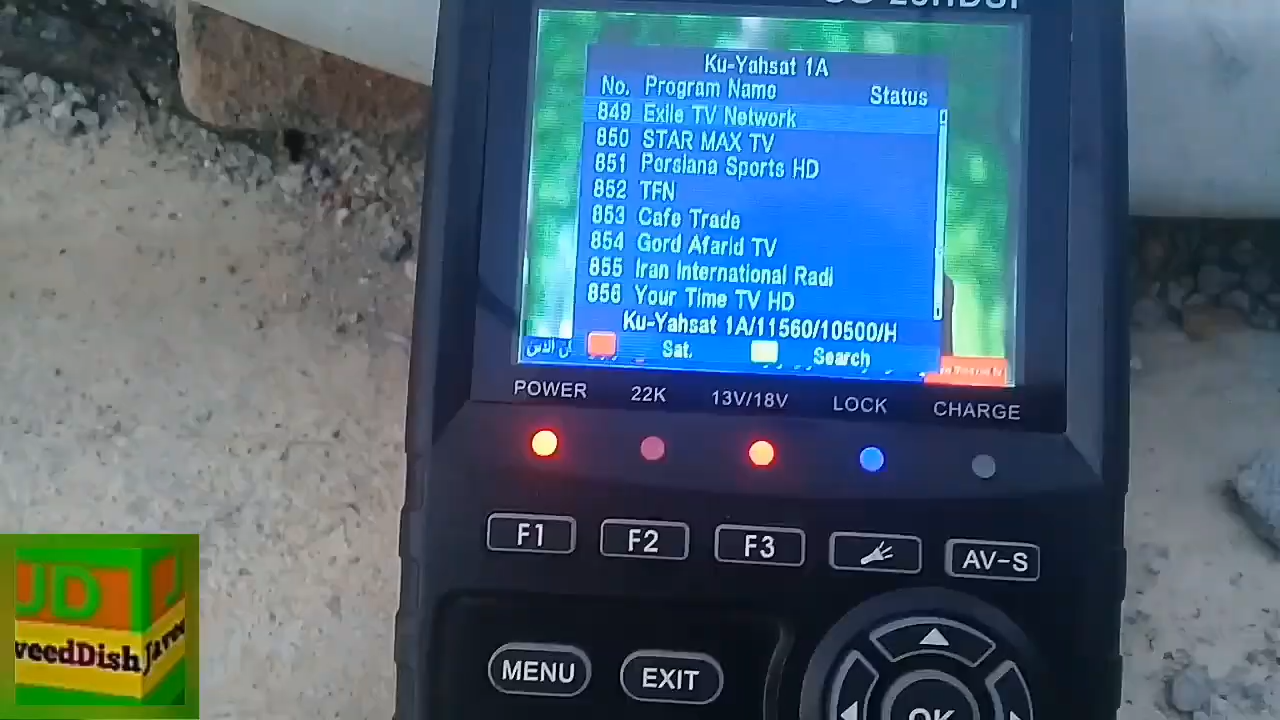 Ku-Yahsat 1A
No. Program Name Status
849 Exile TV Network
850 STAR MAX TV
851 Persiana Sports HD
852 TFN
853 Cafe Trade
854 Gord Afarid TV
855 Iran International Radi
856 Your Time TV HD
Ku-Yahsat 1A/11560/10500/H
Sat. Search
POWER 22K 13V/18V LOCK CHARGE
F1 F2 F3 AV-S
MENU EXIT
OK
JD
veedDish